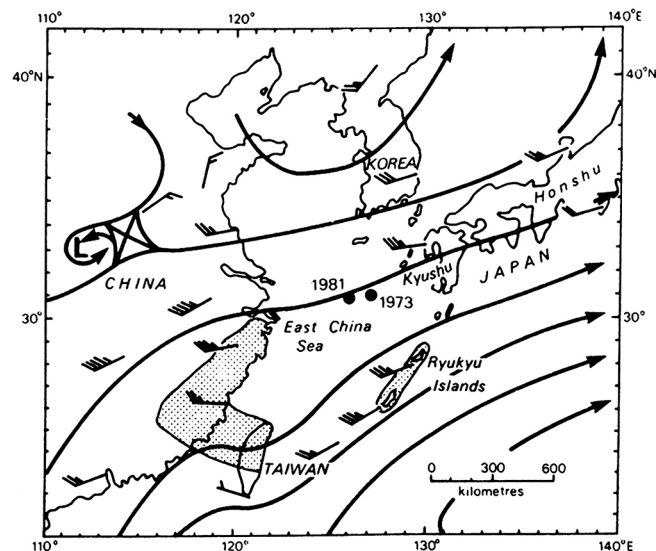 110° 120° 130° 140°E
40°N 40°N
KOREA
Honshu
L
CHINA
Kyushu
JAPAN
1981
1973
30° 30°
East China
Sea
Ryukyu
Islands
TAIWAN
0 300 600
kilometres
110° 120° 130°E 140°E